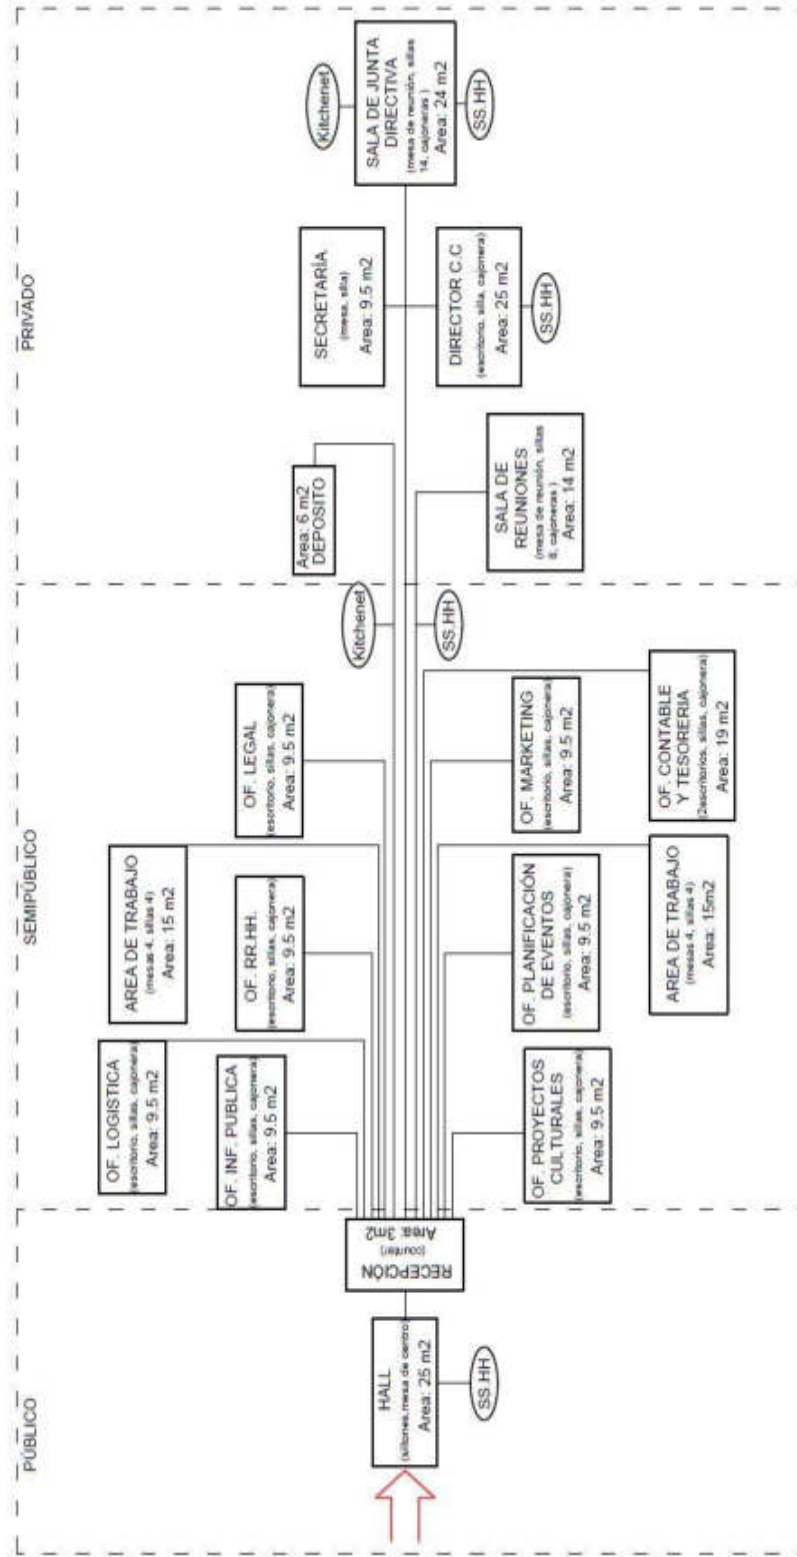 PÚBLICO
HALL
(sillones,mesa de centro)
Area: 25 m2
SS.HH
RECEPCIÓN
(counter)
Area: 3m2
SEMIPÚBLICO
OF. LOGISTICA
(escritorio, sillas, cajonera)
Area: 9.5 m2
OF. INF. PUBLICA
(escritorio, sillas, cajonera)
Area: 9.5 m2
AREA DE TRABAJO
(mesas 4, sillas 4)
Area: 15 m2
OF. RR.HH.
(escritorio, sillas, cajonera)
Area: 9.5 m2
OF. LEGAL
(escritorio, sillas, cajonera)
Area: 9.5 m2
Kitchenet
SS.HH
OF. PROYECTOS
CULTURALES
(escritorio, sillas, cajonera)
Area: 9.5 m2
OF. PLANIFICACIÓN
DE EVENTOS
(escritorio, sillas, cajonera)
Area: 9.5 m2
AREA DE TRABAJO
(mesas 4, sillas 4)
Area: 15m2
OF. MARKETING
(escritorio, sillas, cajonera)
Area: 9.5 m2
OF. CONTABLE
Y TESORERIA
(2escritorios, sillas, cajonera)
Area: 19 m2
PRIVADO
Area: 6 m2
DEPOSITO
SALA DE
REUNIONES
(mesa de reunión, sillas
8, cajoneras )
Area: 14 m2
SECRETARÍA
(mesa, silla)
Area: 9.5 m2
DIRECTOR C.C
(escritorio, silla, cajonera)
Area: 25 m2
SS.HH
Kitchenet
SALA DE JUNTA
DIRECTIVA
(mesa de reunión, sillas
14, cajoneras )
Area: 24 m2
SS.HH